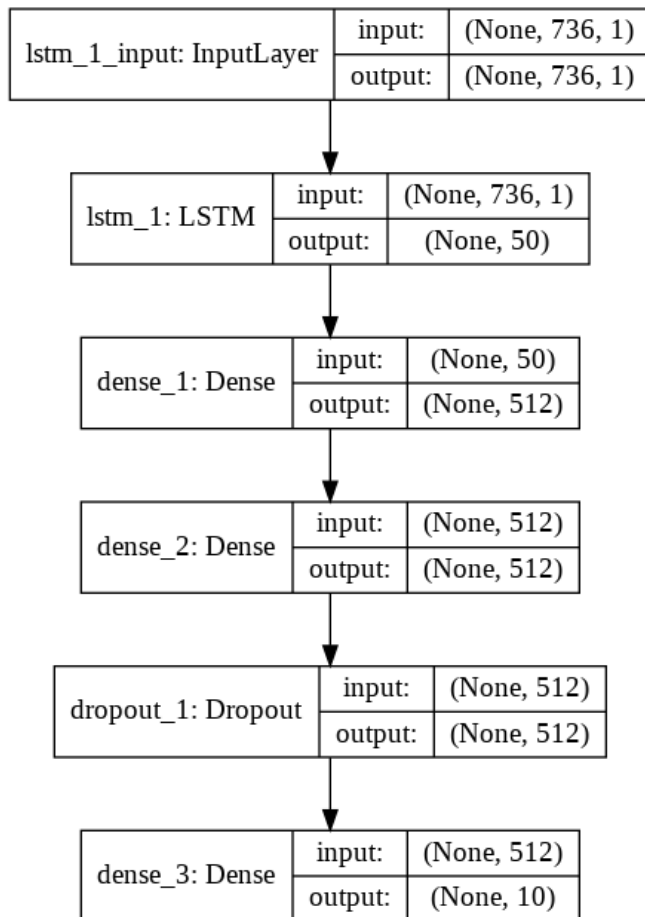 lstm_1_input: InputLayer
input: (None, 736, 1)
output: (None, 736, 1)
lstm_1: LSTM
input: (None, 736, 1)
output: (None, 50)
dense_1: Dense
input: (None, 50)
output: (None, 512)
dense_2: Dense
input: (None, 512)
output: (None, 512)
dropout_1: Dropout
input: (None, 512)
output: (None, 512)
dense_3: Dense
input: (None, 512)
output: (None, 10)